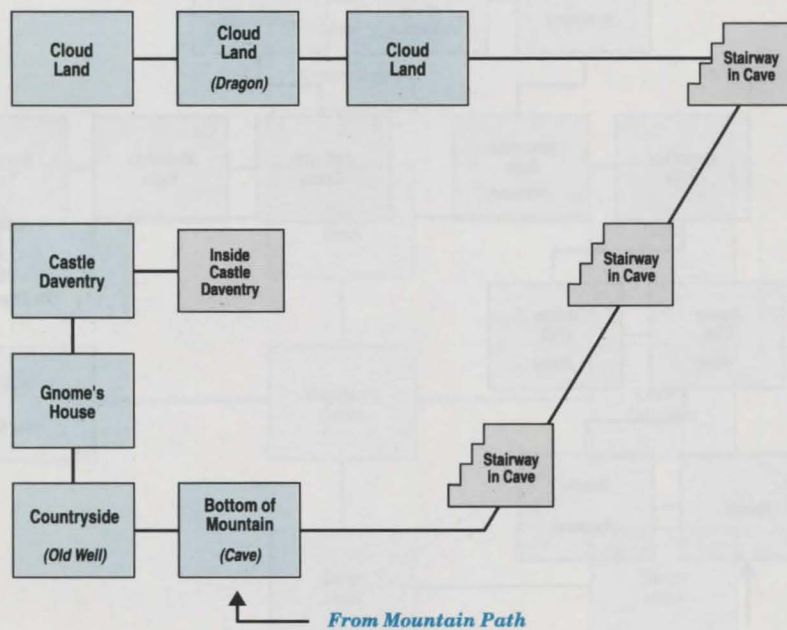 Cloud
Land
Cloud
Land
(Dragon)
Cloud
Land
Stairway
in Cave
Castle
Daventry
Inside
Castle
Daventry
Stairway
in Cave
Gnome's
House
Stairway
in Cave
Countryside
(Old Well)
Bottom of
Mountain
(Cave)
From Mountain Path